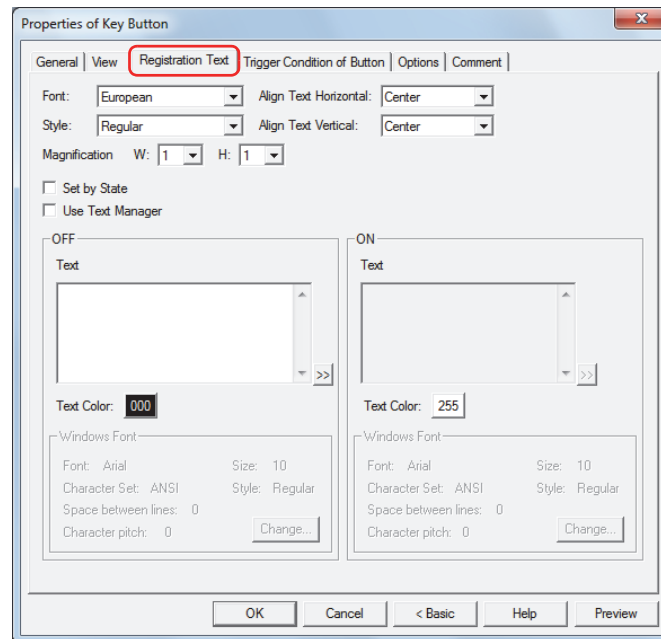 Properties of Key Button
General View Registration Text Trigger Condition of Button Options Comment
Font: European Align Text Horizontal: Center
Style: Regular Align Text Vertical: Center
Magnification W: 1 H: 1
Set by State
Use Text Manager
OFF
Text
>>
Text Color: 000
Windows Font
Font: Arial Size: 10
Character Set: ANSI Style: Regular
Space between lines: 0
Character pitch: 0 Change...
ON
Text
>>
Text Color: 255
Windows Font
Font: Arial Size: 10
Character Set: ANSI Style: Regular
Space between lines: 0
Character pitch: 0 Change...
OK Cancel < Basic Help Preview